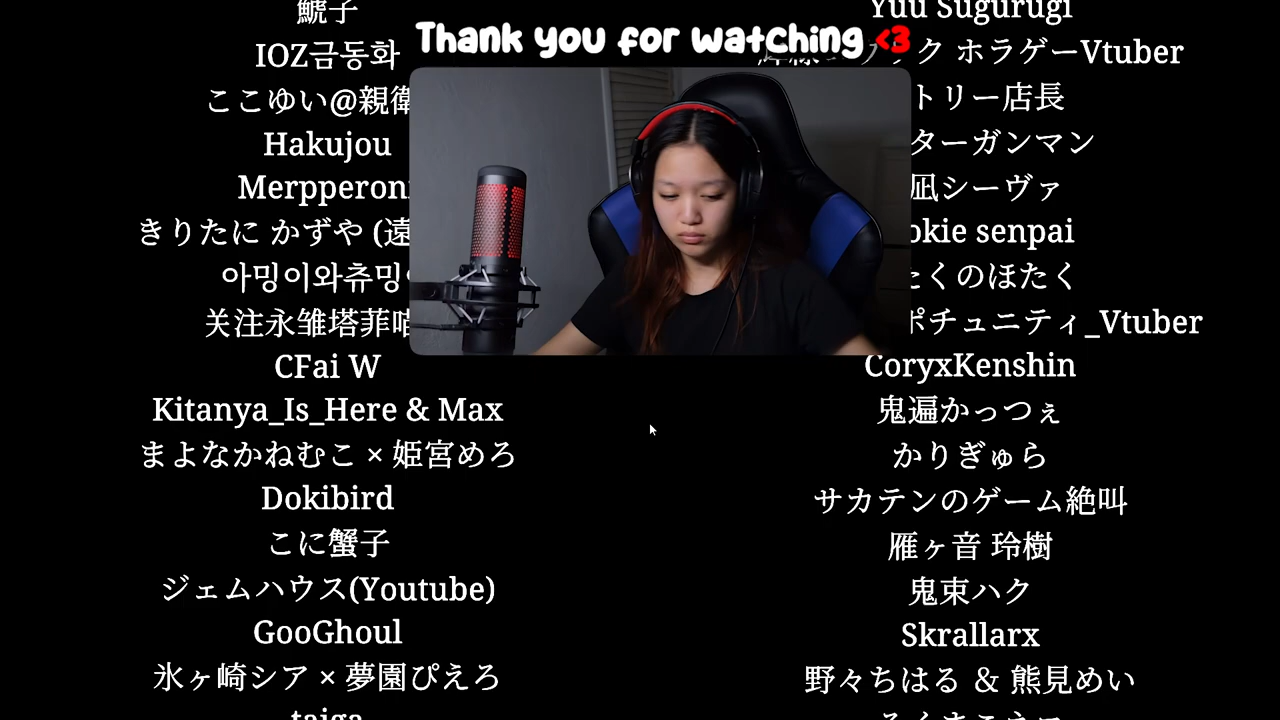 Thank you for watching <3
鯱子
IOZ금동화
ここゆい@親衛
Hakujou
Merpperoni
きりたに かずや (遠
아밍이와츄밍
关注永雏塔菲
CFai W
Kitanya_Is_Here & Max
まよなかねむこ × 姫宮めろ
Dokibird
こに蟹子
ジェムハウス(Youtube)
GooGhoul
氷ヶ崎シア × 夢園ぴえろ
taiga
Yuu Sugurugi
ク ホラゲーVtuber
トリー店長
ターガンマン
凪シーヴァ
okie senpai
たくのほたく
ポチュニティ_Vtuber
CoryxKenshin
鬼遍かっつぇ
かりぎゅら
サカテンのゲーム絶叫
雁ヶ音 玲樹
鬼束ハク
Skrallarx
野々ちはる & 熊見めい